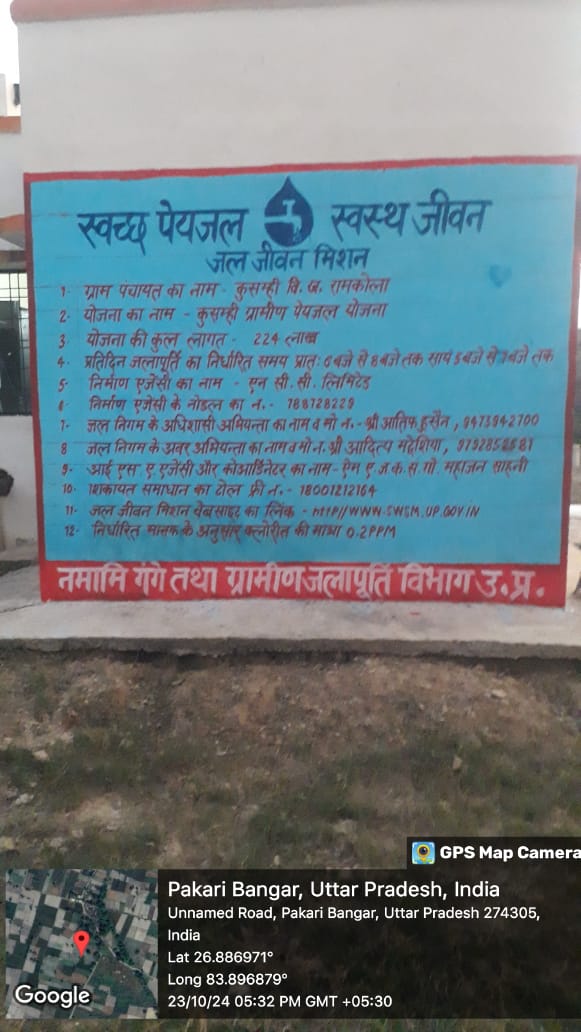 स्वच्छ पेयजल स्वस्थ जीवन
जल जीवन मिशन
1- ग्राम पंचायत का नाम - कुसम्ही वि. ख. रामकोला
2- योजना का नाम - कुसम्ही ग्रामीण पेयजल योजना
3- योजना की कुल लागत - 224 लाख
4- प्रतिदिन जलापूर्ति का निर्धारित समय प्रातः 6 बजे से 8 बजे तक सायं 5 बजे से 7 बजे तक
5- निर्माण एजेंसी का नाम - एन सी. सी. लिमिटेड
6- निर्माण एजेंसी के नोडल का न.- 788728229
7- जल निगम के अधिशासी अभियन्ता का नाम व मो न.- श्री आतिफ हुसैन, 9473942700
8 जल निगम के अवर अभियन्ता का नाम व मो न. श्री आदित्य मद्देशिया,
9- आई एस ए एजेंसी और कोआर्डिनेटर का नाम - ऐम ए. ज. क. स. सी. महाजन साहनी
10- शिकायत समाधान का टोल फ्री न.- 18001212164
11- जल जीवन मिशन वेबसाइट का लिंक - HTTP//WWW.SWSM.UP.GOV.IN
12- निर्धारित मानक के अनुसार क्लोरीन की मात्रा 0.2PPM
नमामि गंगे तथा ग्रामीण जलापूर्ति विभाग उ.प्र.
GPS Map Camera
Pakari Bangar, Uttar Pradesh, India
Unnamed Road, Pakari Bangar, Uttar Pradesh 274305,
India
Lat 26.886971°
Long 83.896879°
23/10/24 05:32 PM GMT +05:30
Google